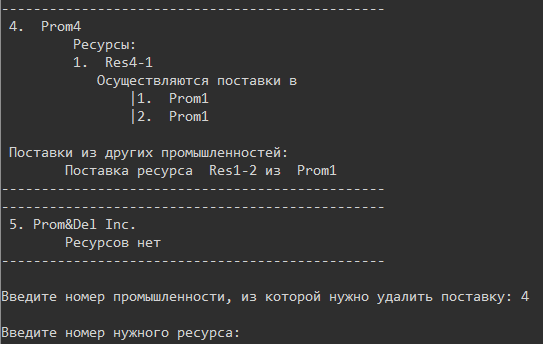 ------------------------------------------------
4.  Prom4
Ресурсы:
1.  Res4-1
Осуществляются поставки в
|1.  Prom1
|2.  Prom1
Поставки из других промышленностей:
Поставка ресурса  Res1-2 из  Prom1
------------------------------------------------
------------------------------------------------
5. Prom&Del Inc.
Ресурсов нет
------------------------------------------------
Введите номер промышленности, из которой нужно удалить поставку: 4
Введите номер нужного ресурса: